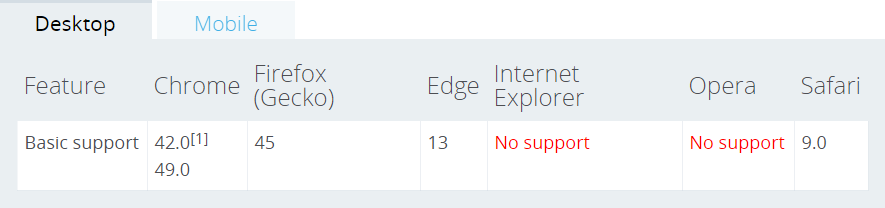 Desktop Mobile
Feature Chrome Firefox (Gecko) Edge Internet Explorer Opera Safari
Basic support 42.0[1] 45 13 No support No support 9.0
49.0